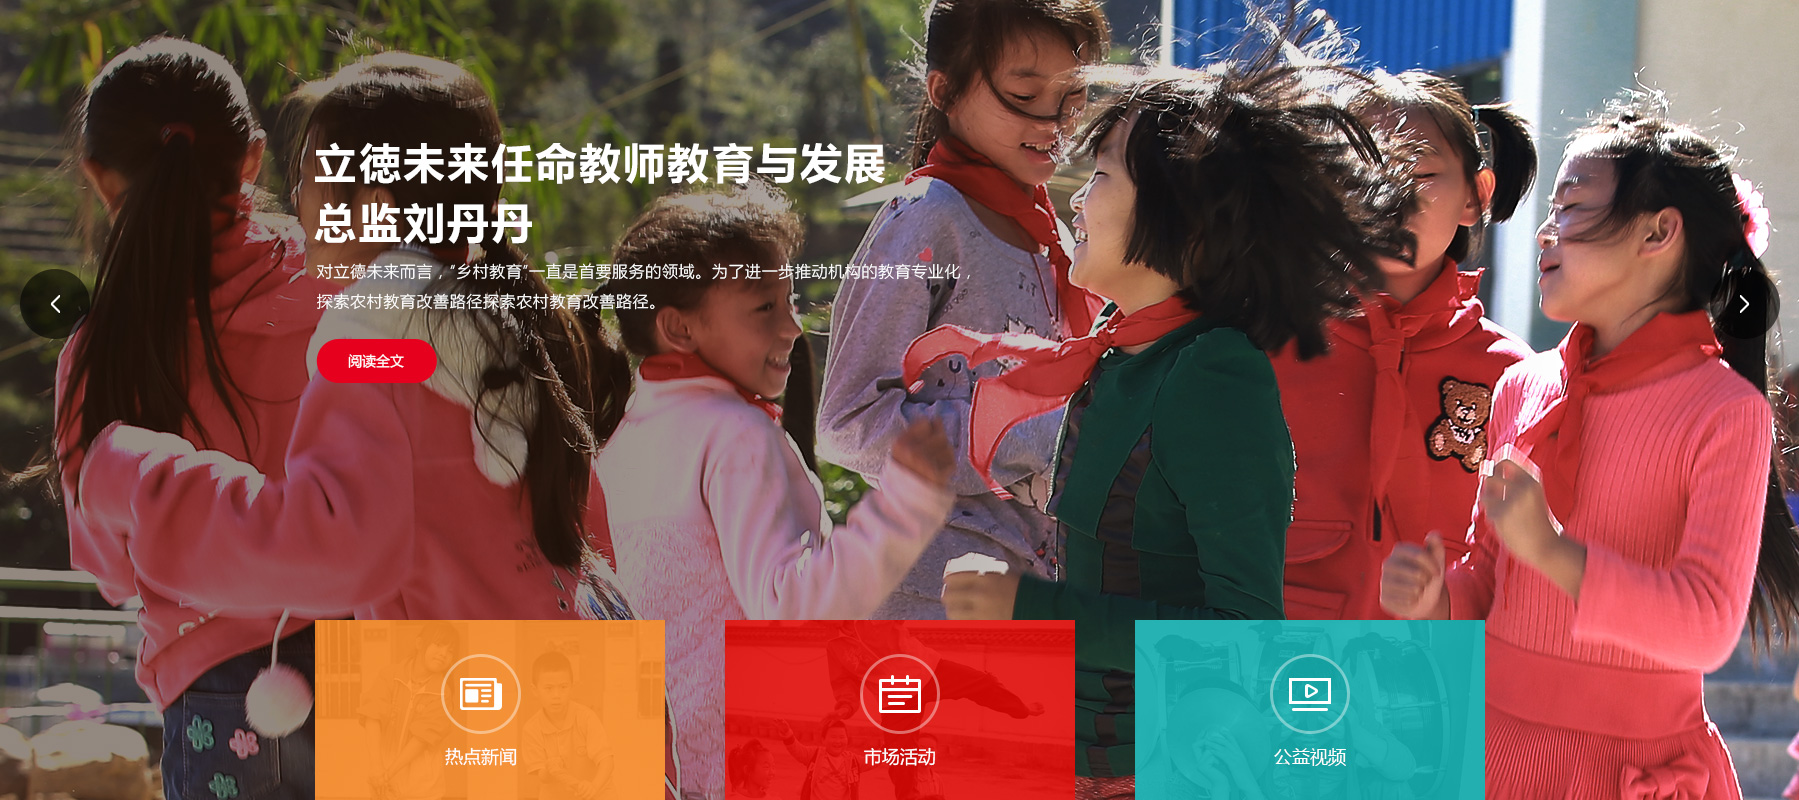 立德未来任命教师教育与发展
总监刘丹丹
对立德未来而言，“乡村教育”一直是首要服务的领域。为了进一步推动机构的教育专业化，
探索农村教育改善路径探索农村教育改善路径。
阅读全文
热点新闻
市场活动
公益视频